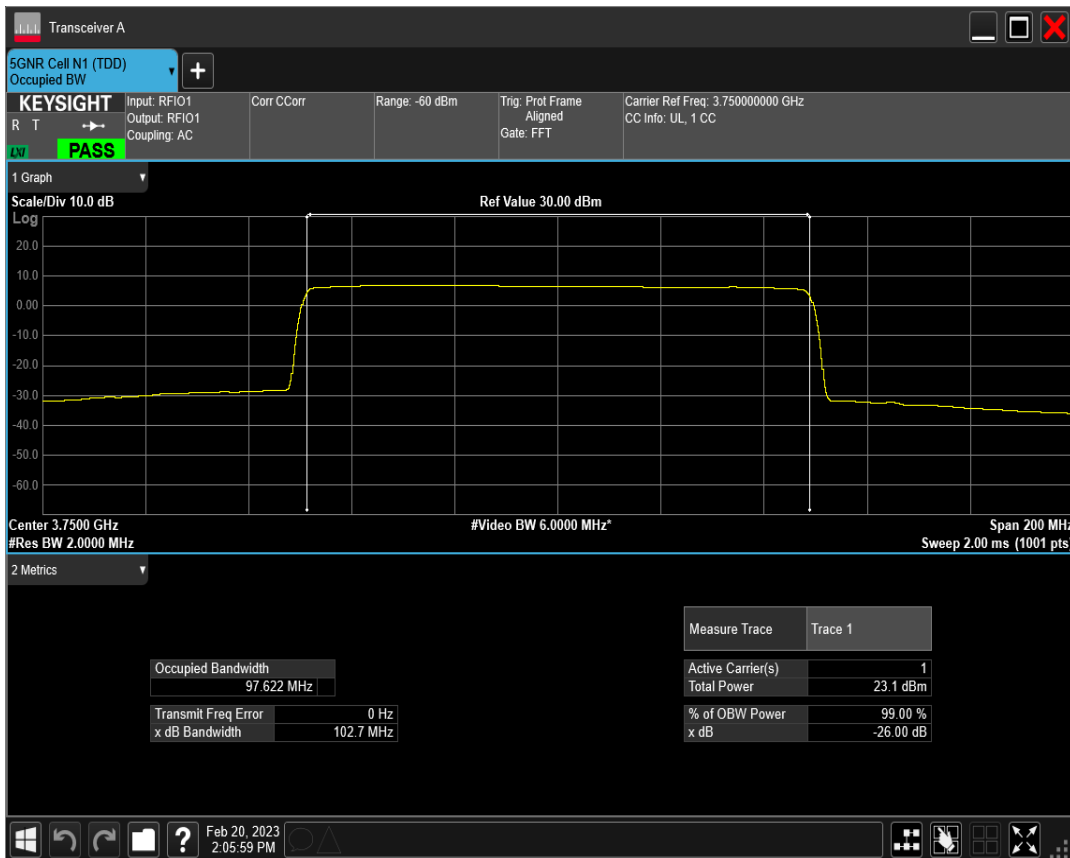 Transceiver A
5GNR Cell N1 (TDD)
Occupied BW
+
KEYSIGHT
R T
LXI
PASS
Input: RFIO1
Output: RFIO1
Coupling: AC
Corr CCorr
Range: -60 dBm
Trig: Prot Frame
Aligned
Gate: FFT
Carrier Ref Freq: 3.750000000 GHz
CC Info: UL, 1 CC
1 Graph
Scale/Div 10.0 dB
Ref Value 30.00 dBm
Log
20.0
10.0
0.00
-10.0
-20.0
-30.0
-40.0
-50.0
-60.0
Center 3.7500 GHz
#Video BW 6.0000 MHz*
Span 200 MHz
#Res BW 2.0000 MHz
Sweep 2.00 ms (1001 pts)
2 Metrics
Measure Trace Trace 1
Occupied Bandwidth
97.622 MHz
Active Carrier(s) 1
Total Power 23.1 dBm
Transmit Freq Error 0 Hz
x dB Bandwidth 102.7 MHz
% of OBW Power 99.00 %
x dB -26.00 dB
?
Feb 20, 2023
2:05:59 PM